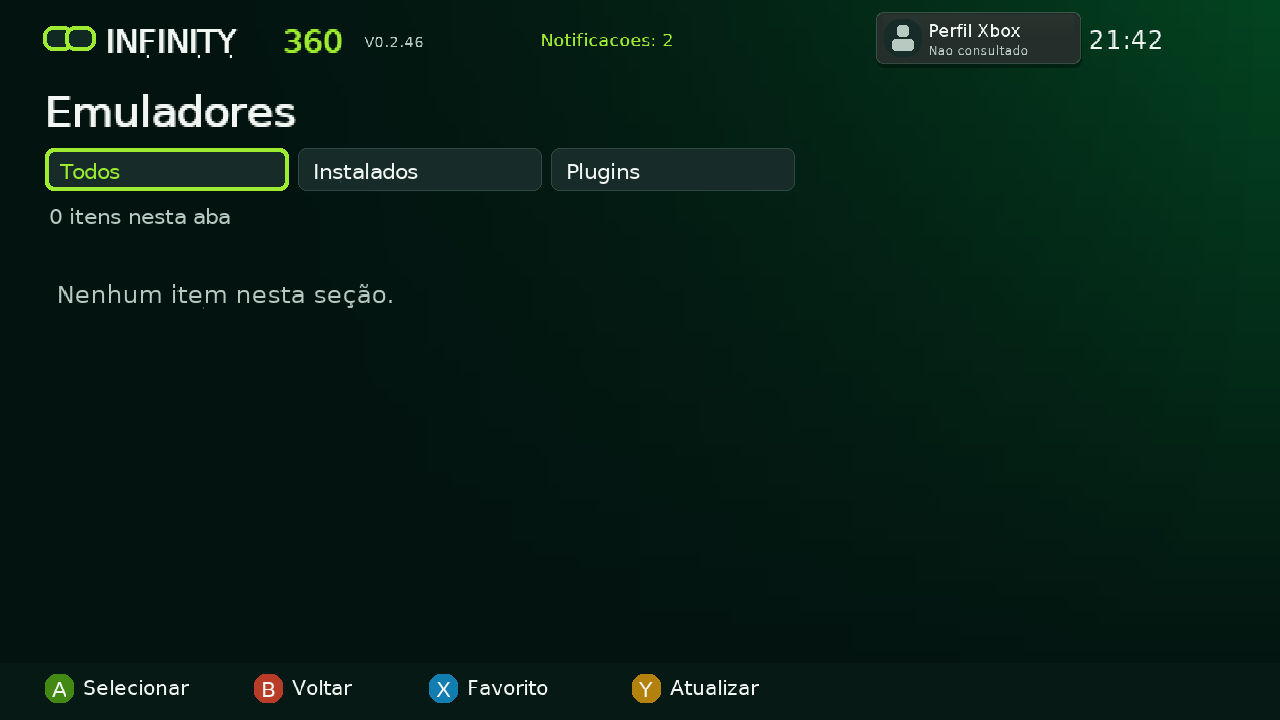 INFINITY 360 V0.2.46 Notificacoes: 2 Perfil Xbox 21:42
Nao consultado
Emuladores
Todos Instalados Plugins
0 itens nesta aba
Nenhum item nesta seção.
A Selecionar B Voltar X Favorito Y Atualizar